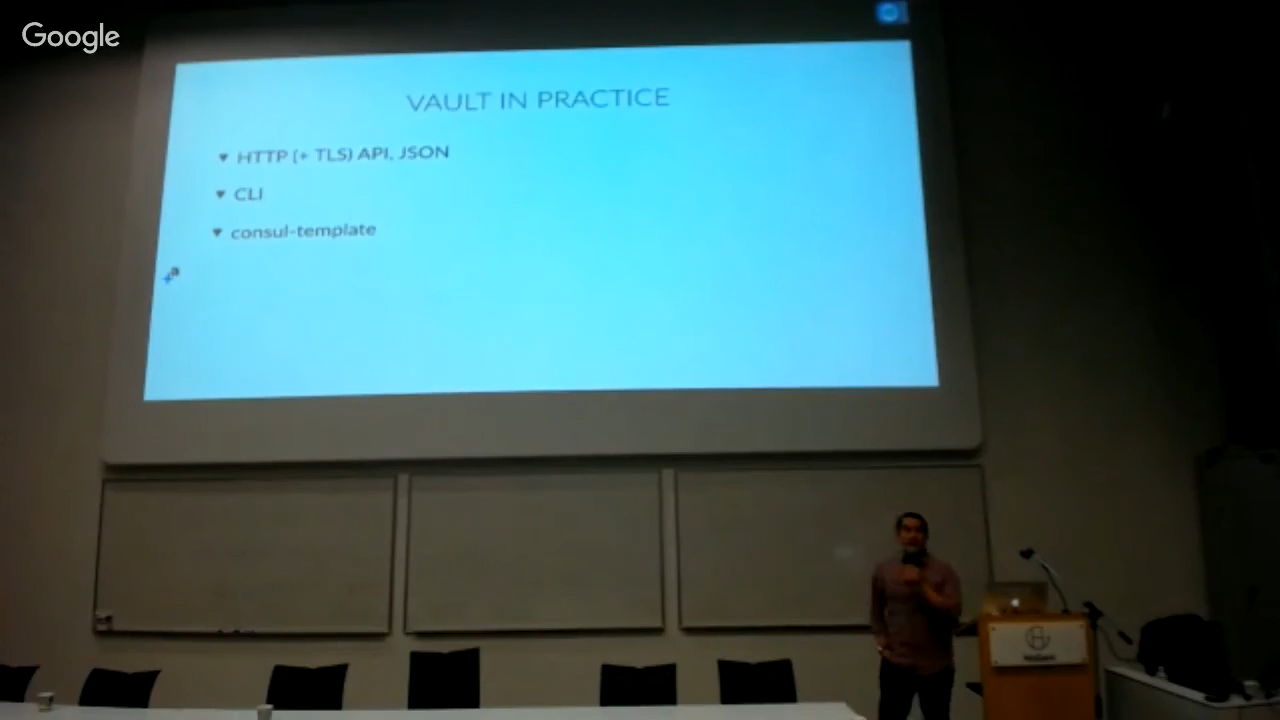 Google
VAULT IN PRACTICE
HTTP (+ TLS) API, JSON
CLI
consul-template